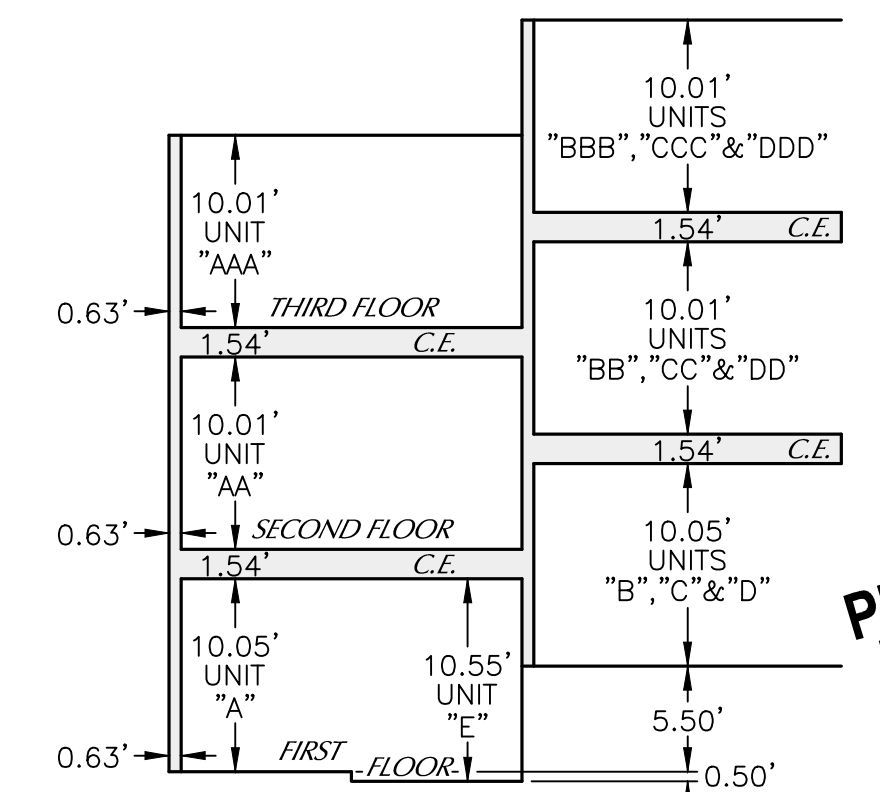 10.01'
UNITS
"BBB","CCC"&"DDD"
10.01'
UNIT
"AAA"
1.54'
C.E.
0.63'
THIRD FLOOR
1.54'
C.E.
10.01'
UNITS
"BB","CC"&"DD"
10.01'
UNIT
"AA"
1.54'
C.E.
0.63'
SECOND FLOOR
1.54'
C.E.
10.05'
UNITS
"B","C"&"D"
10.05'
UNIT
"A"
10.55'
UNIT
"E"
5.50'
0.63'
FIRST
FLOOR
0.50'